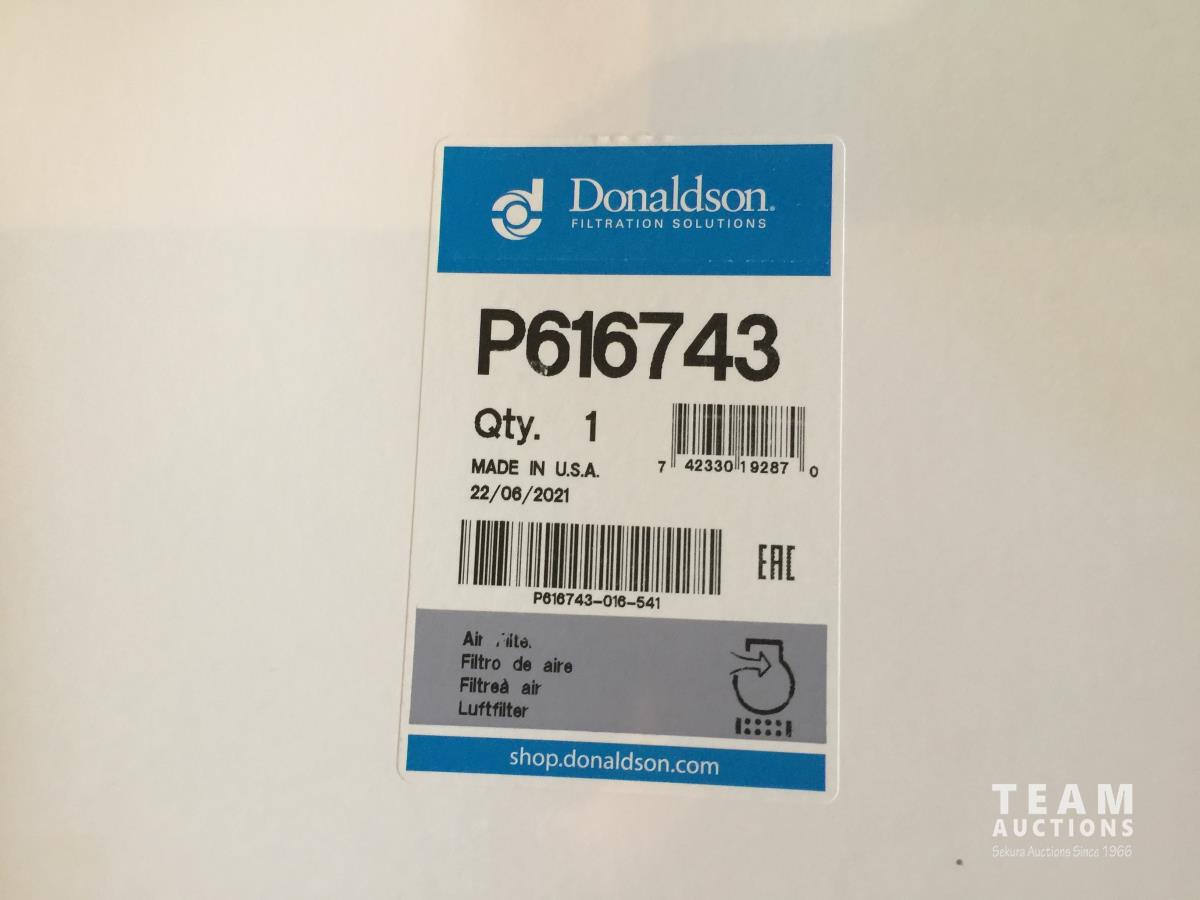 Donaldson®
FILTRATION SOLUTIONS
P616743
Qty. 1
7 42330 19287 0
MADE IN U.S.A.
22/06/2021
P616743-016-541
EAC
Air
Filtro de aire
Filtreà air
Luftfilter
shop.donaldson.com
TEAM
AUCTIONS
Sekura Auctions Since 1966